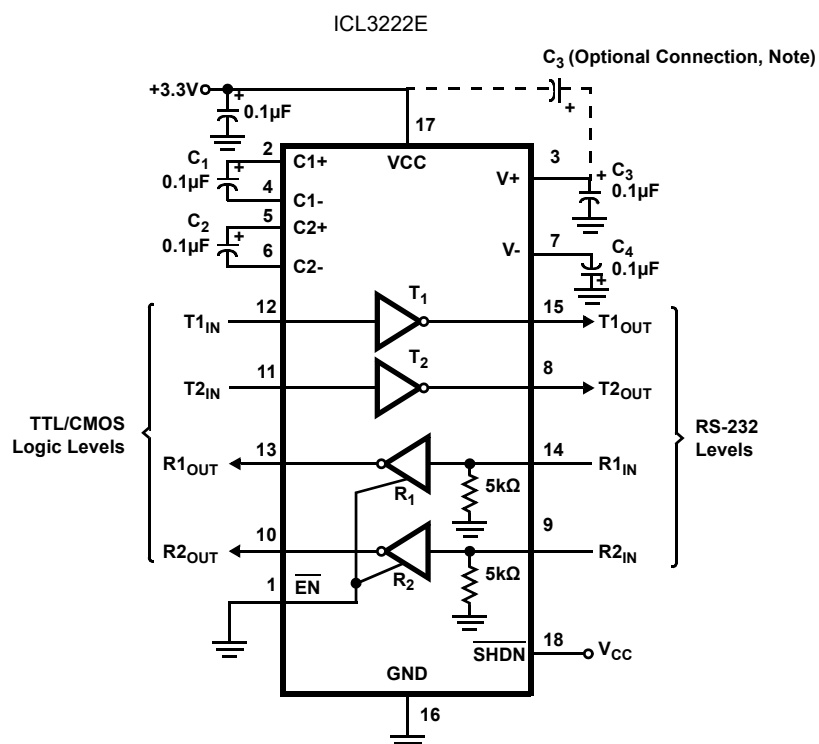 ICL3222E
C3 (Optional Connection, Note)
+3.3V
+
0.1µF
+
17
2
C1+
VCC
3
C1
0.1µF
+
V+
+
C3
0.1µF
4
C1-
5
C2+
C2
0.1µF
+
7
V-
C4
0.1µF
+
6
C2-
T1
T1IN
12
15
T1OUT
T2
T2IN
11
8
T2OUT
TTL/CMOS
Logic Levels
RS-232
Levels
R1OUT
13
14
R1IN
R1
5kΩ
R2OUT
10
9
R2IN
R2
5kΩ
1
EN
18
SHDN
VCC
GND
16